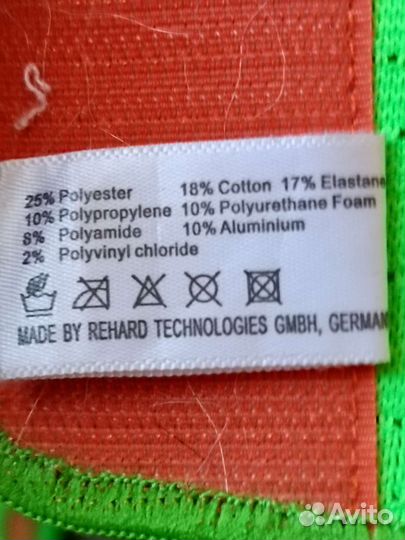 25% Polyester 18% Cotton 17% Elastane
10% Polypropylene 10% Polyurethane Foam
8% Polyamide 10% Aluminium
2% Polyvinyl chloride
MADE BY REHARD TECHNOLOGIES GMBH, GERMAN
Avito